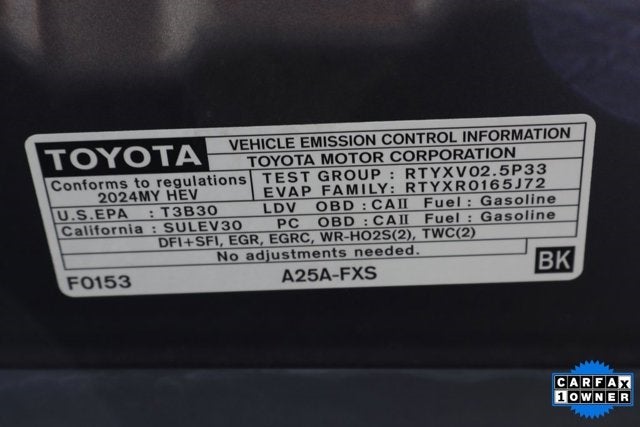 TOYOTA
VEHICLE EMISSION CONTROL INFORMATION
TOYOTA MOTOR CORPORATION
Conforms to regulations
2024MY HEV
TEST GROUP: RTYXV02.5P33
EVAP FAMILY: RTYXR0165J72
U.S.EPA : T3B30 LDV OBD : CAII Fuel : Gasoline
California : SULEV30 PC OBD : CAII Fuel : Gasoline
DFI+SFI, EGR, EGRC, WR-HO2S(2), TWC(2)
No adjustments needed.
F0153 A25A-FXS BK
CARFAX
1 OWNER